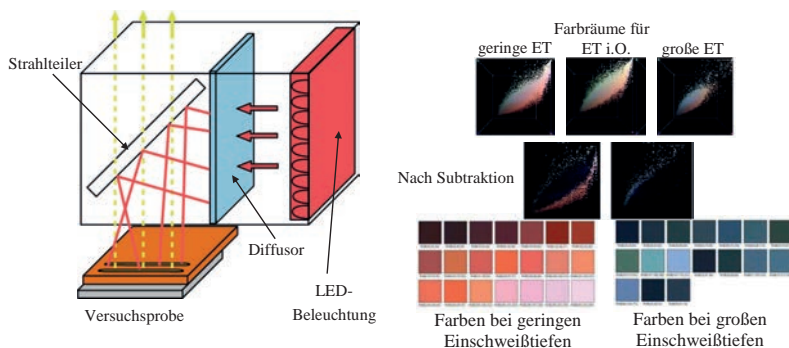 Strahlteiler
Diffusor
LED-
Beleuchtung
Versuchsprobe
Farbräume für
geringe ET
ET i.O.
große ET
Nach Subtraktion
Farben bei geringen
Einschweißtiefen
Farben bei großen
Einschweißtiefen